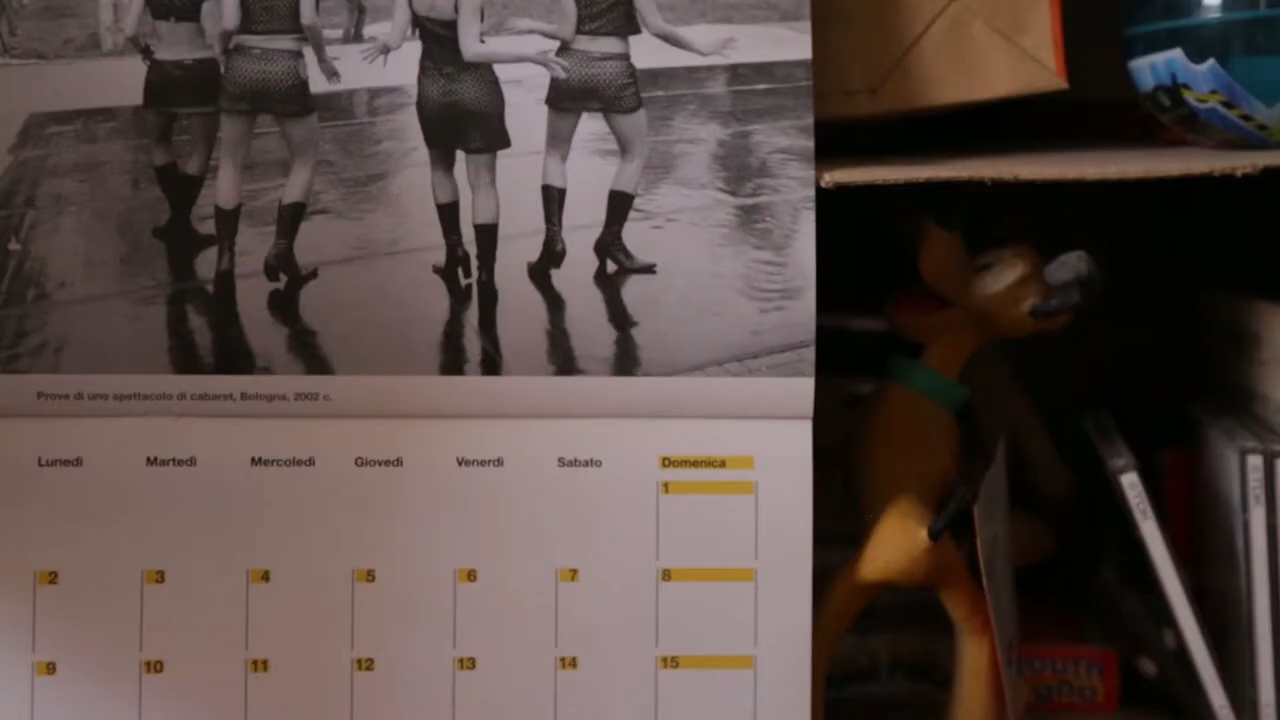 Prove di uno spettacolo di cabaret, Bologna, 2002 c.
Lunedì Martedì Mercoledì Giovedì Venerdì Sabato Domenica
1
2 3 4 5 6 7 8
9 10 11 12 13 14 15
TDK